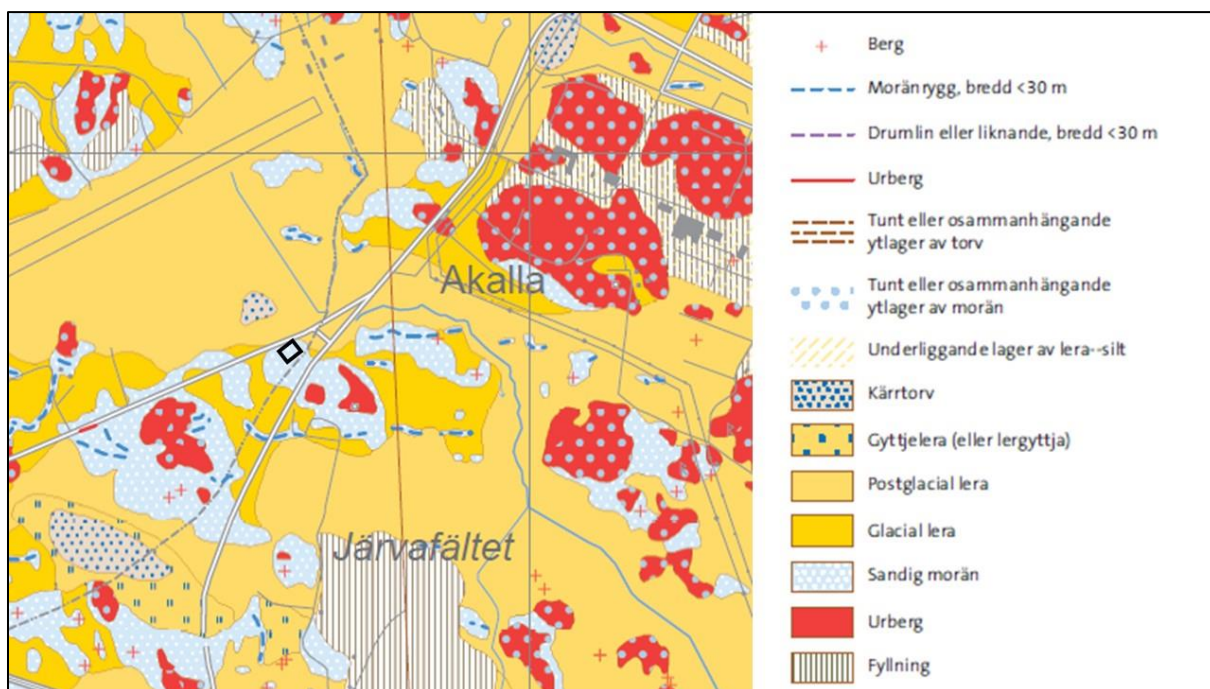 Akalla
Järvafältet
Berg
Moränrygg, bredd <30 m
Drumlin eller liknande, bredd <30 m
Urberg
Tunt eller osammanhängande
ytlager av torv
Tunt eller osammanhängande
ytlager av morän
Underliggande lager av lera--silt
Kärrtorv
Gyttjelera (eller lergyttja)
Postglacial lera
Glacial lera
Sandig morän
Urberg
Fyllning